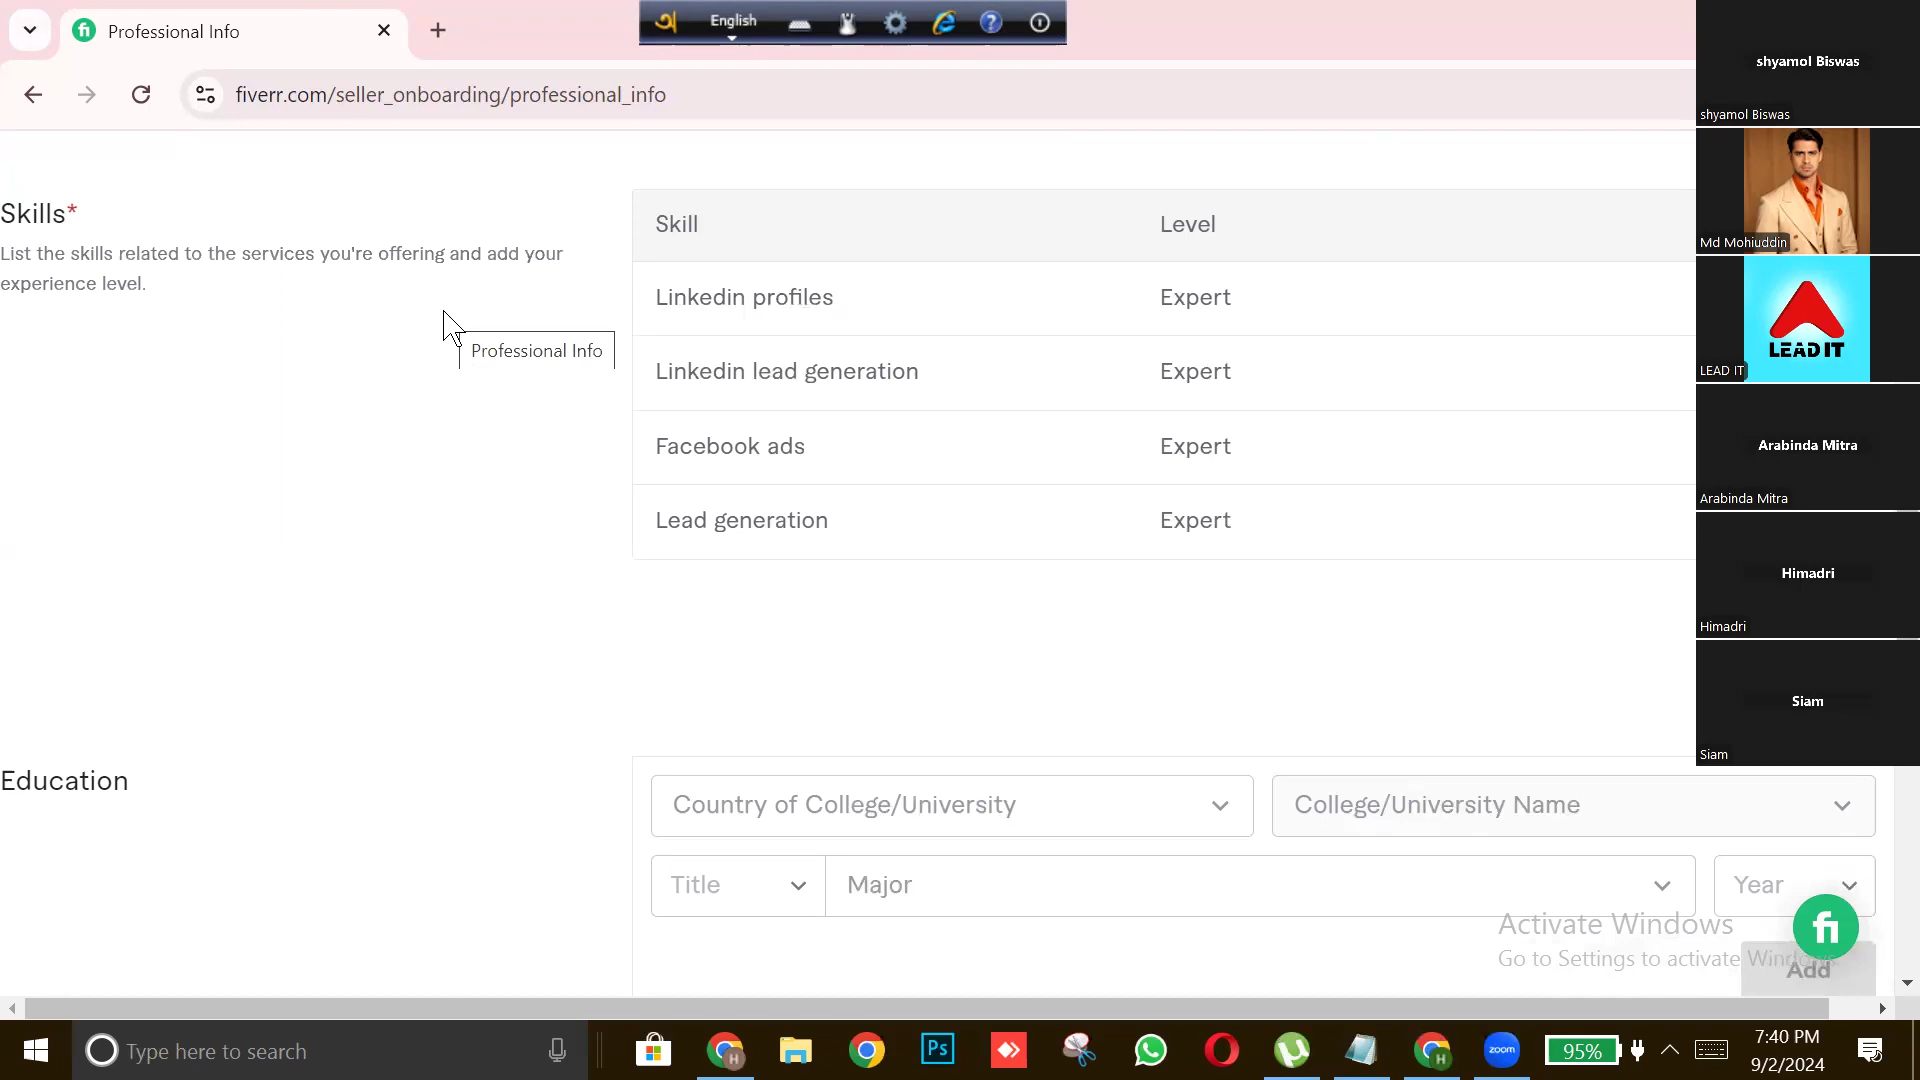 Professional Info
English
shyamol Biswas
fiverr.com/seller_onboarding/professional_info
shyamol Biswas
Skills*
List the skills related to the services you're offering and add your
experience level.
Skill Level
Linkedin profiles Expert
Linkedin lead generation Expert
Facebook ads Expert
Lead generation Expert
Professional Info
Md Mohiuddin
LEAD IT
LEAD IT
Arabinda Mitra
Arabinda Mitra
Himadri
Himadri
Siam
Siam
Education
Country of College/University College/University Name
Title Major Year
Activate Windows
Go to Settings to activate Windows.
fi
Add
Type here to search
Ps
zoom
95%
7:40 PM
9/2/2024